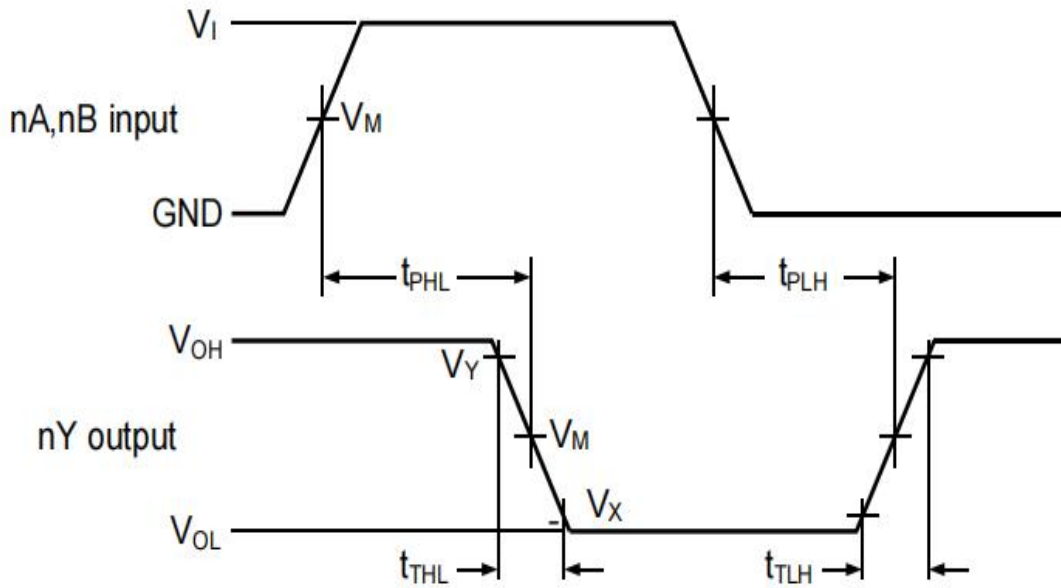 VI
nA,nB input
VM
GND
tPHL
tPLH
VOH
VY
nY output
VM
VX
VOL
tTHL
tTLH